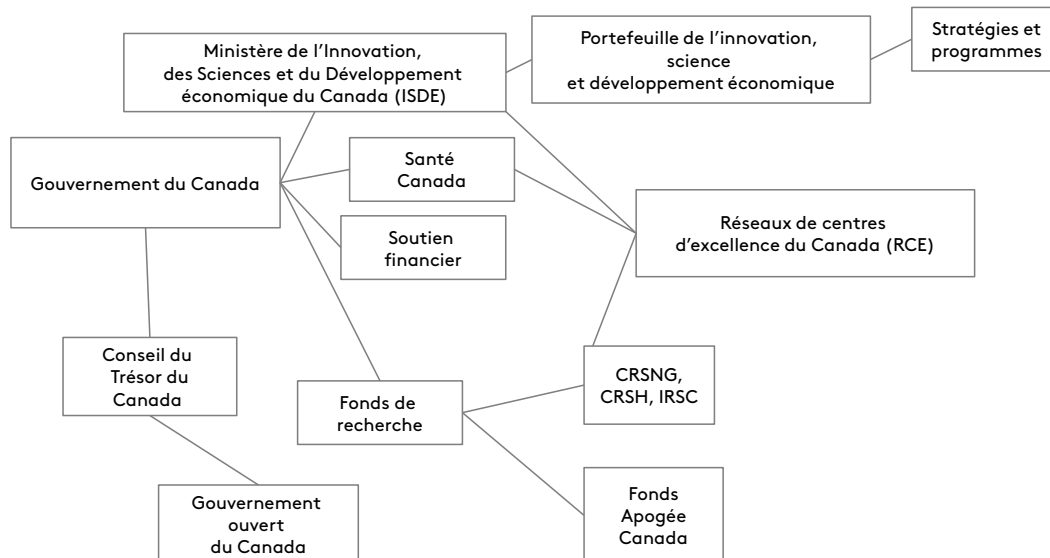 Ministère de l’Innovation,
des Sciences et du Développement
économique du Canada (ISDE)
Portefeuille de l’innovation,
science
et développement économique
Stratégies et
programmes
Gouvernement du Canada
Santé
Canada
Soutien
financier
Réseaux de centres
d’excellence du Canada (RCE)
Conseil du
Trésor du
Canada
Fonds de
recherche
CRSNG,
CRSH, IRSC
Gouvernement
ouvert
du Canada
Fonds
Apogée
Canada